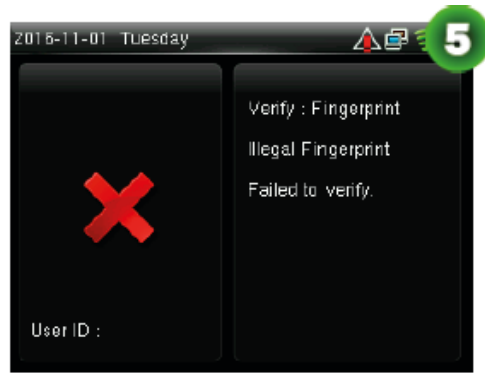 2016-11-01 Tuesday
5
Verify : Fingerprint
Illegal Fingerprint
Failed to verify.
User ID :